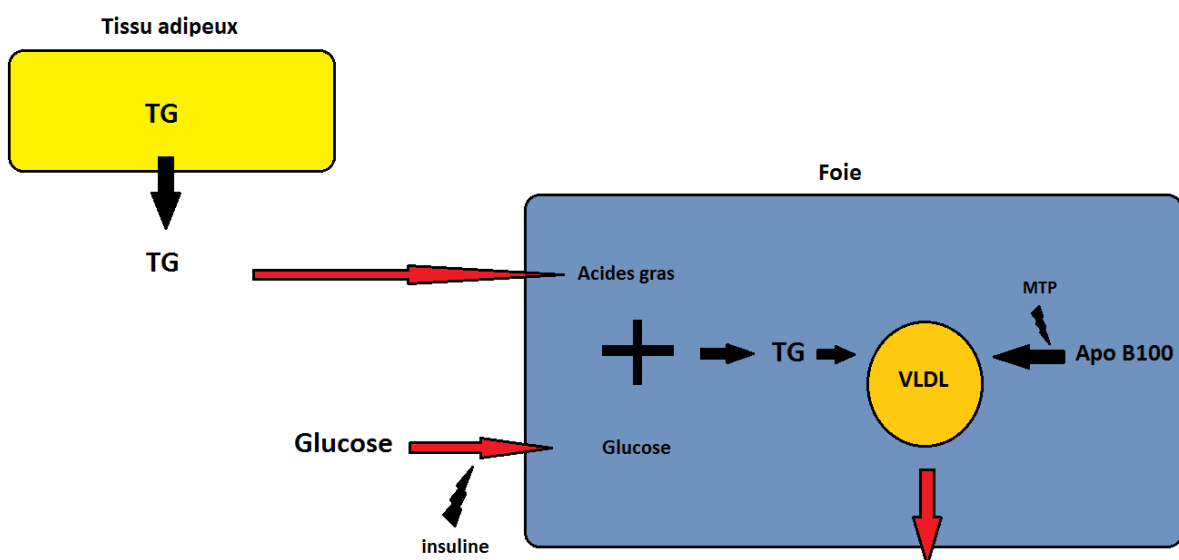 Tissu adipeux
TG
Foie
TG
Acides gras
MTP
TG
VLDL
Apo B100
Glucose
Glucose
insuline